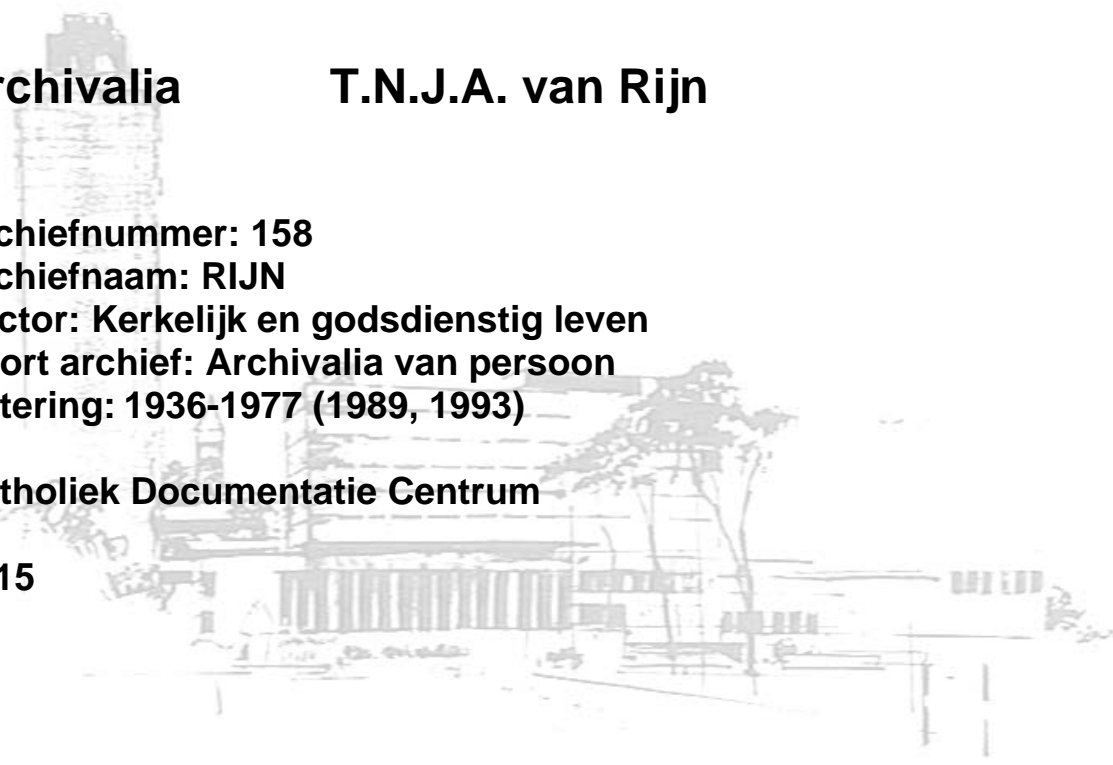 rchivalia T.N.J.A. van Rijn
chiefnummer: 158
chiefnaam: RIJN
ctor: Kerkelijk en godsdienstig leven
ort archief: Archivalia van persoon
tering: 1936-1977 (1989, 1993)
tholiek Documentatie Centrum
15